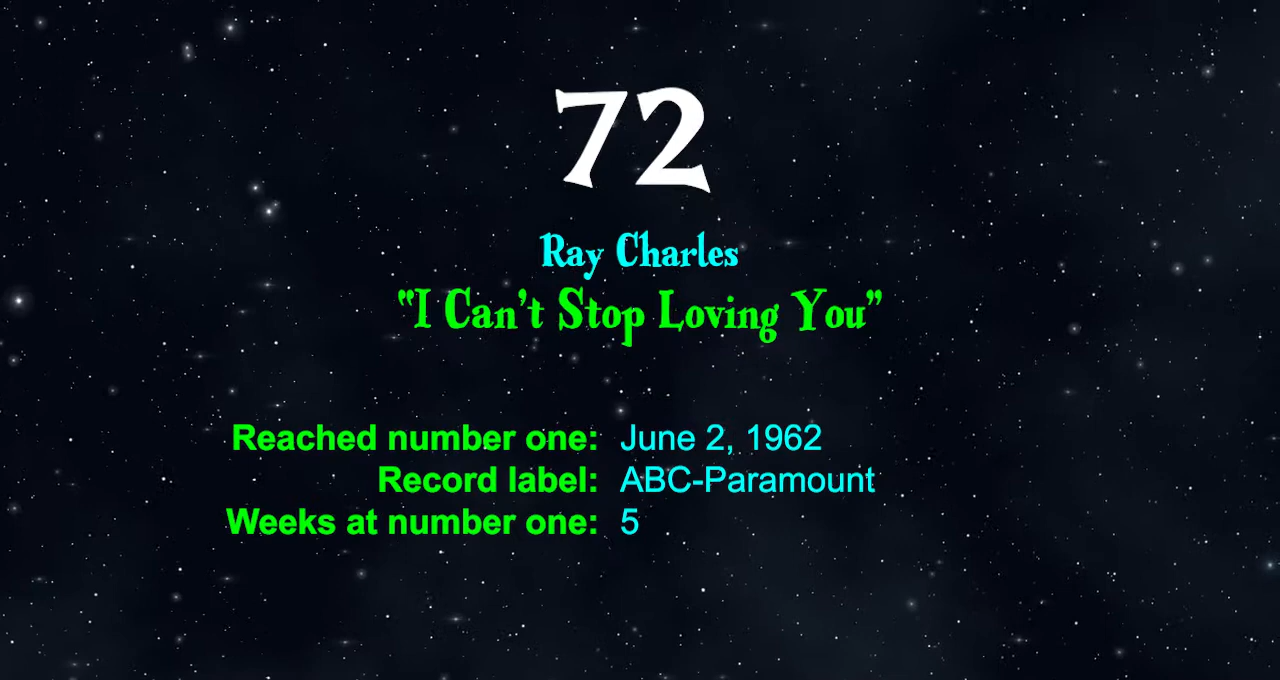 72
Ray Charles
“I Can’t Stop Loving You”
Reached number one: June 2, 1962
Record label: ABC-Paramount
Weeks at number one: 5